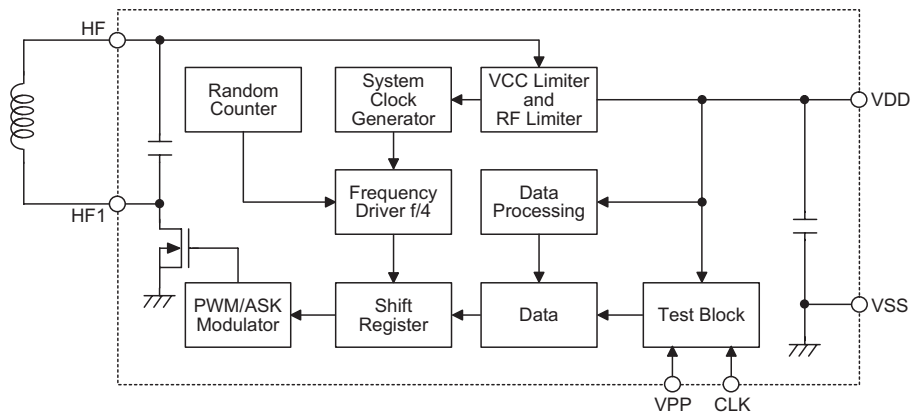 HF
Random
Counter
System
Clock
Generator
VCC Limiter
and
RF Limiter
VDD
HF1
Frequency
Driver f/4
Data
Processing
PWM/ASK
Modulator
Shift
Register
Data
Test Block
VSS
VPP
CLK